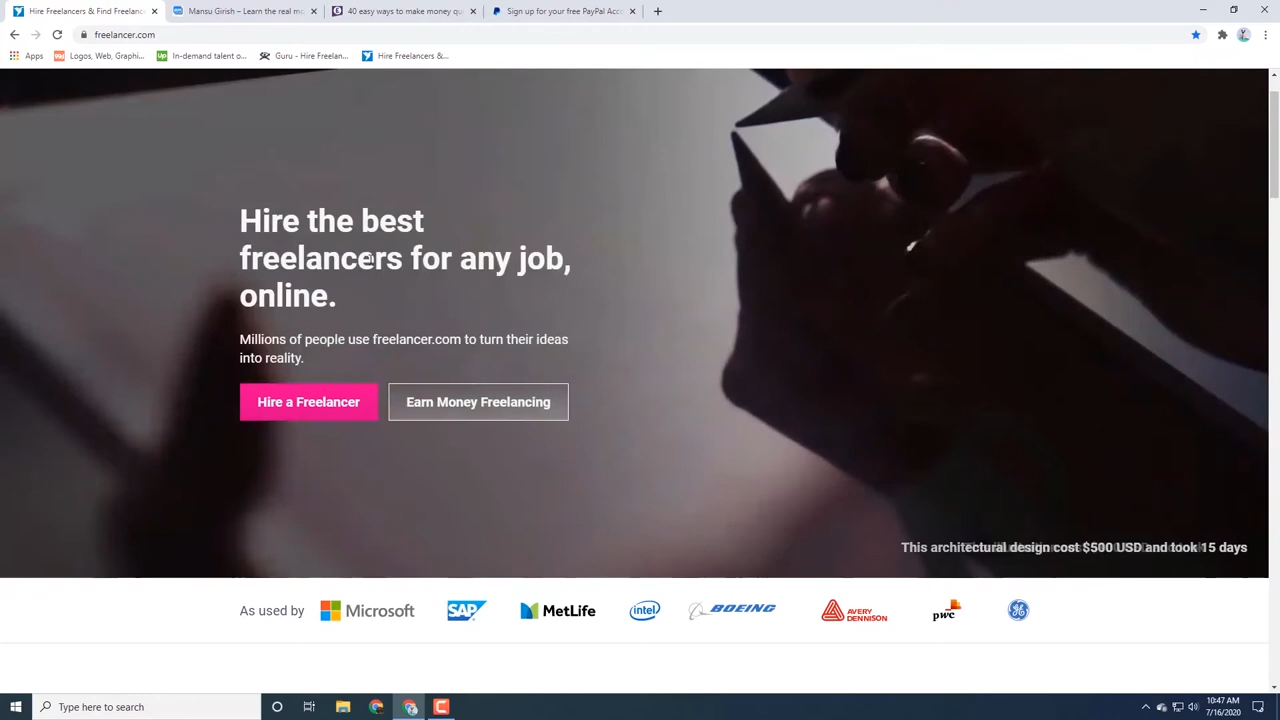 Hire Freelancers & Find Freelanc
Mansu Girish – Learn the real mo
40 easy ways to make money qui
Sign up for your free PayPal Acc
freelancer.com
Apps
Logos, Web, Graphi...
In-demand talent o...
Guru - Hire Freelan...
Hire Freelancers &...
Hire the best
freelancers for any job,
online.
Millions of people use freelancer.com to turn their ideas
into reality.
Hire a Freelancer
Earn Money Freelancing
This architectural design cost $500 USD and took 15 days
As used by
Microsoft
SAP
MetLife
intel
BOEING
AVERY
DENNISON
pwc
Type here to search
10:47 AM
7/16/2020